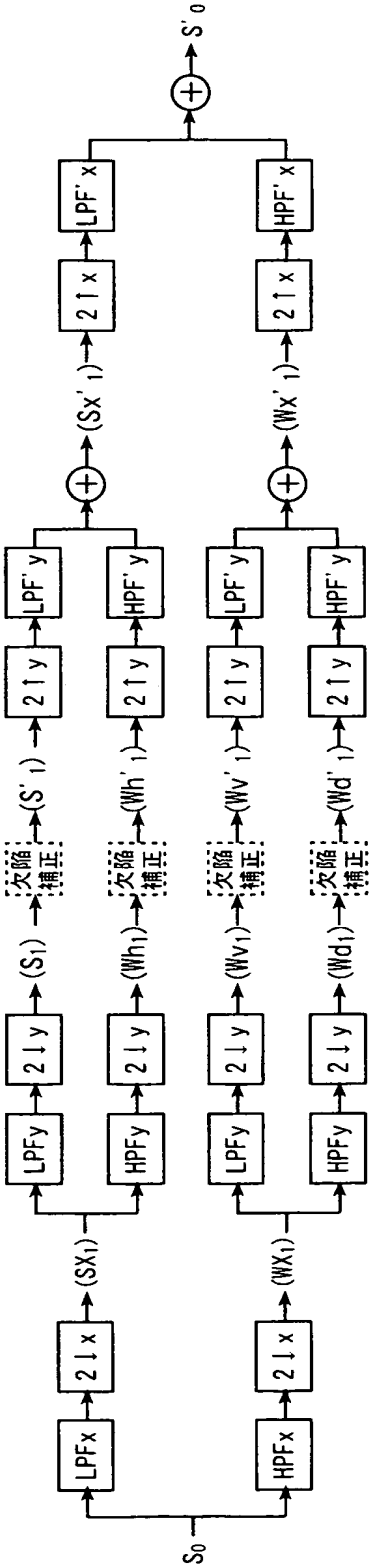 S₀
LPFx
2↓x
(SX₁)
LPFy
2↓y
(S₁)
欠陥
補正
(S'₁)
2↑y
LPF'y
HPFy
2↓y
(Wh₁)
欠陥
補正
(Wh'₁)
2↑y
HPF'y
+
(Sx'₁)
2↑x
LPF'x
HPFx
2↓x
(WX₁)
LPFy
2↓y
(Wv₁)
欠陥
補正
(Wv'₁)
2↑y
LPF'y
HPFy
2↓y
(Wd₁)
欠陥
補正
(Wd'₁)
2↑y
HPF'y
+
(Wx'₁)
2↑x
HPF'x
+
S'₀